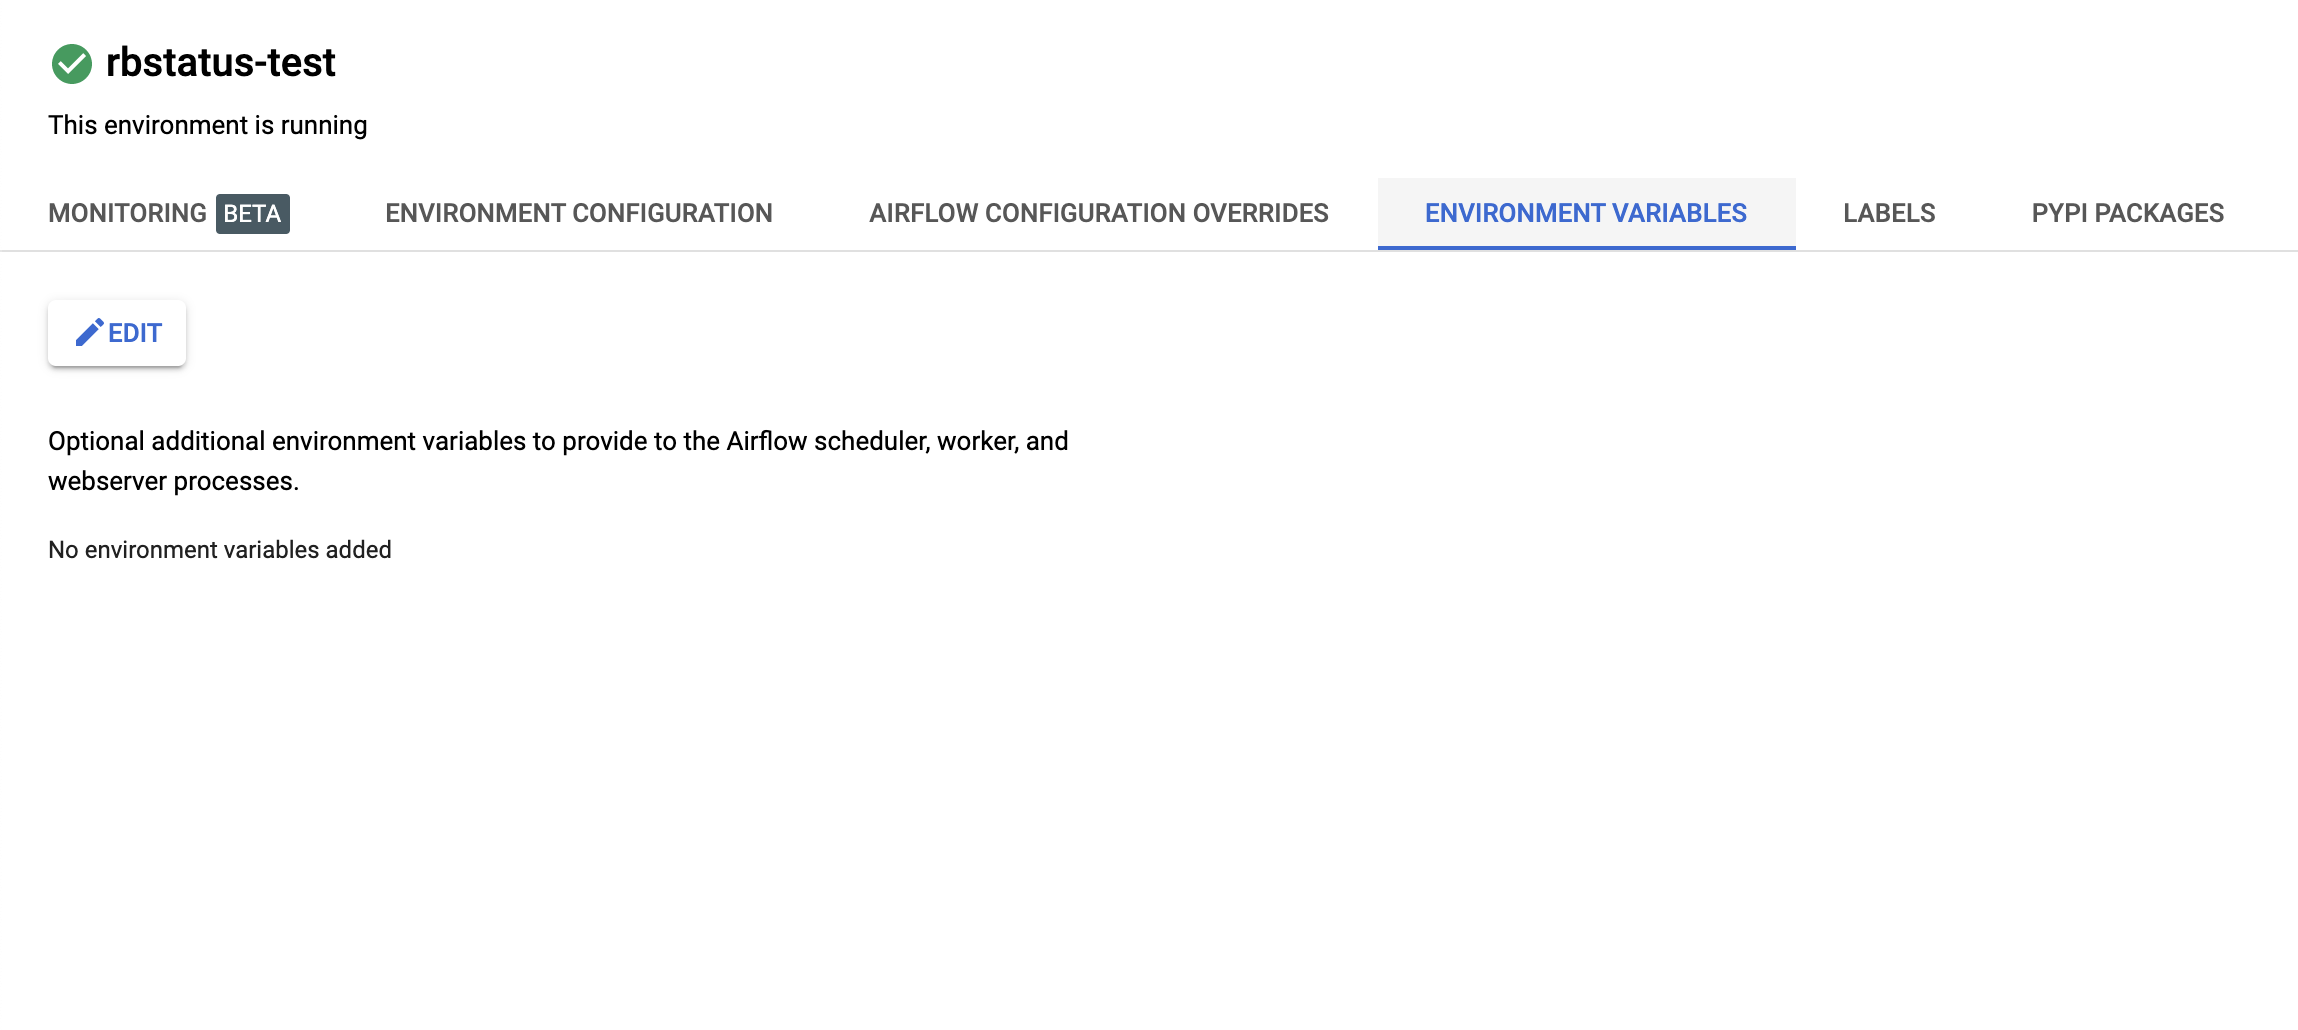 rbstatus-test
This environment is running
MONITORING BETA ENVIRONMENT CONFIGURATION AIRFLOW CONFIGURATION OVERRIDES ENVIRONMENT VARIABLES LABELS PYPI PACKAGES
EDIT
Optional additional environment variables to provide to the Airflow scheduler, worker, and
webserver processes.
No environment variables added